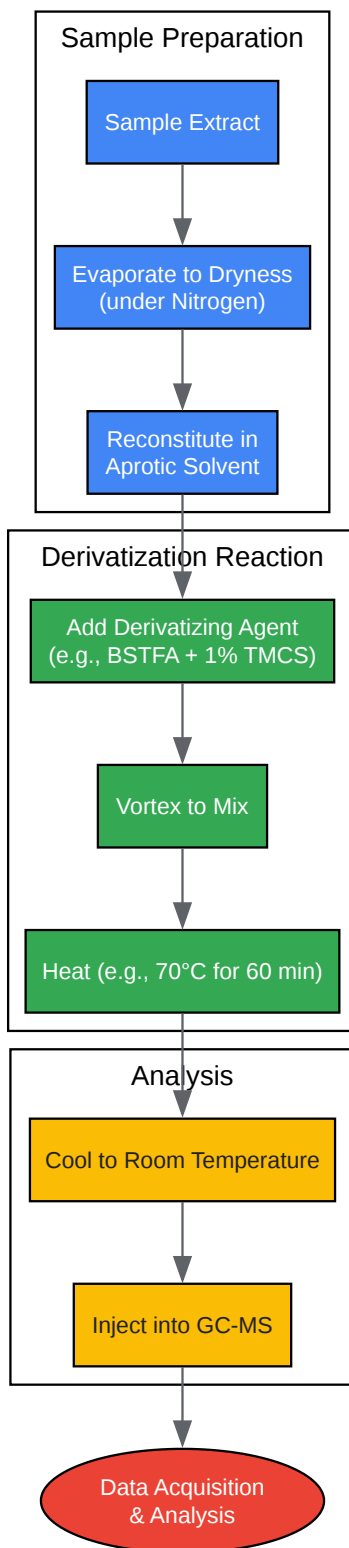 Sample Preparation
Sample Extract
Evaporate to Dryness
(under Nitrogen)
Reconstitute in
Aprotic Solvent
Derivatization Reaction
Add Derivatizing Agent
(e.g., BSTFA + 1% TMCS)
Vortex to Mix
Heat (e.g., 70°C for 60 min)
Analysis
Cool to Room Temperature
Inject into GC-MS
Data Acquisition
& Analysis